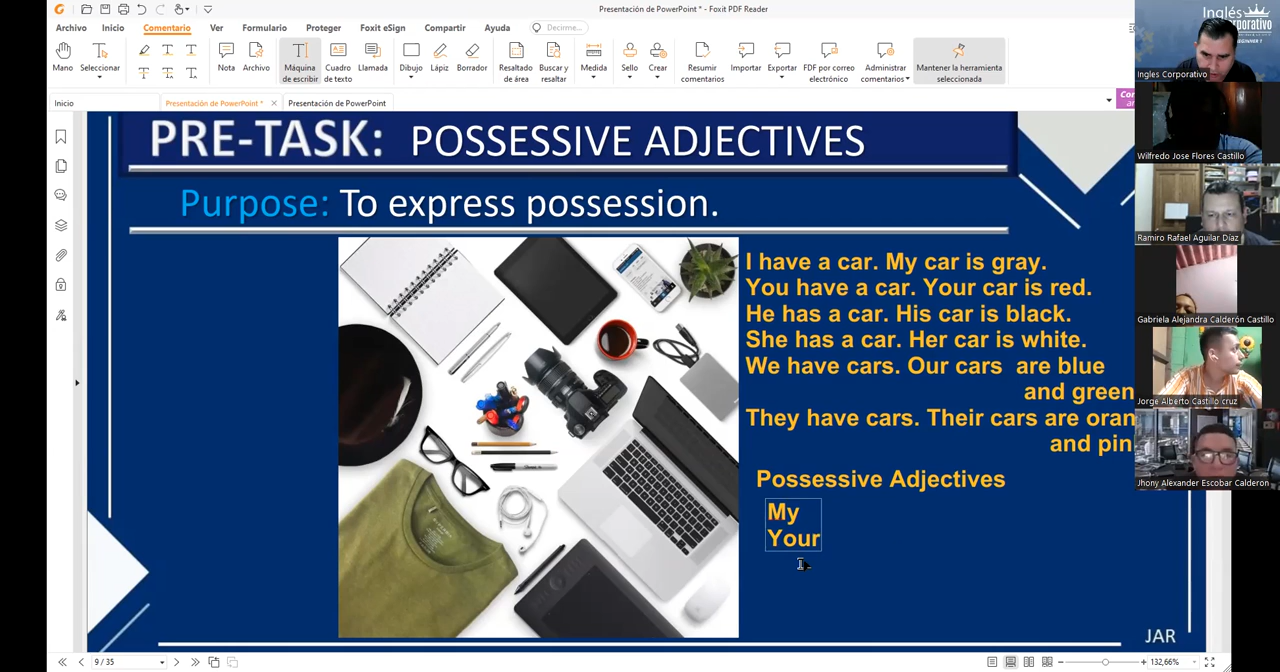 Presentación de PowerPoint * - Foxit PDF Reader
Archivo Inicio Comentario Ver Formulario Proteger Foxit eSign Compartir Ayuda Decirme...
Mano
Seleccionar
Nota
Archivo
Máquina de escribir
Cuadro de texto
Llamada
Dibujo
Lápiz
Borrador
Resaltado de área
Buscar y resaltar
Medida
Sello
Crear
Resumir comentarios
Importar
Exportar
PDF por correo electrónico
Administrar comentarios
Mantener la herramienta seleccionada
Inicio
Presentación de PowerPoint *
Presentación de PowerPoint
PRE-TASK: POSSESSIVE ADJECTIVES
Purpose: To express possession.
I have a car. My car is gray.
You have a car. Your car is red.
He has a car. His car is black.
She has a car. Her car is white.
We have cars. Our cars are blue
and green
They have cars. Their cars are oran
and pin
Possessive Adjectives
My
Your
JAR
Inglés
Corporativo
Ingles Corporativo
Wilfredo Jose Flores Castillo
Ramiro Rafael Aguilar Díaz
Gabriela Alejandra Calderón Castillo
Jorge Alberto Castillo cruz
Jhony Alexander Escobar Calderon
9 / 35
132,66%